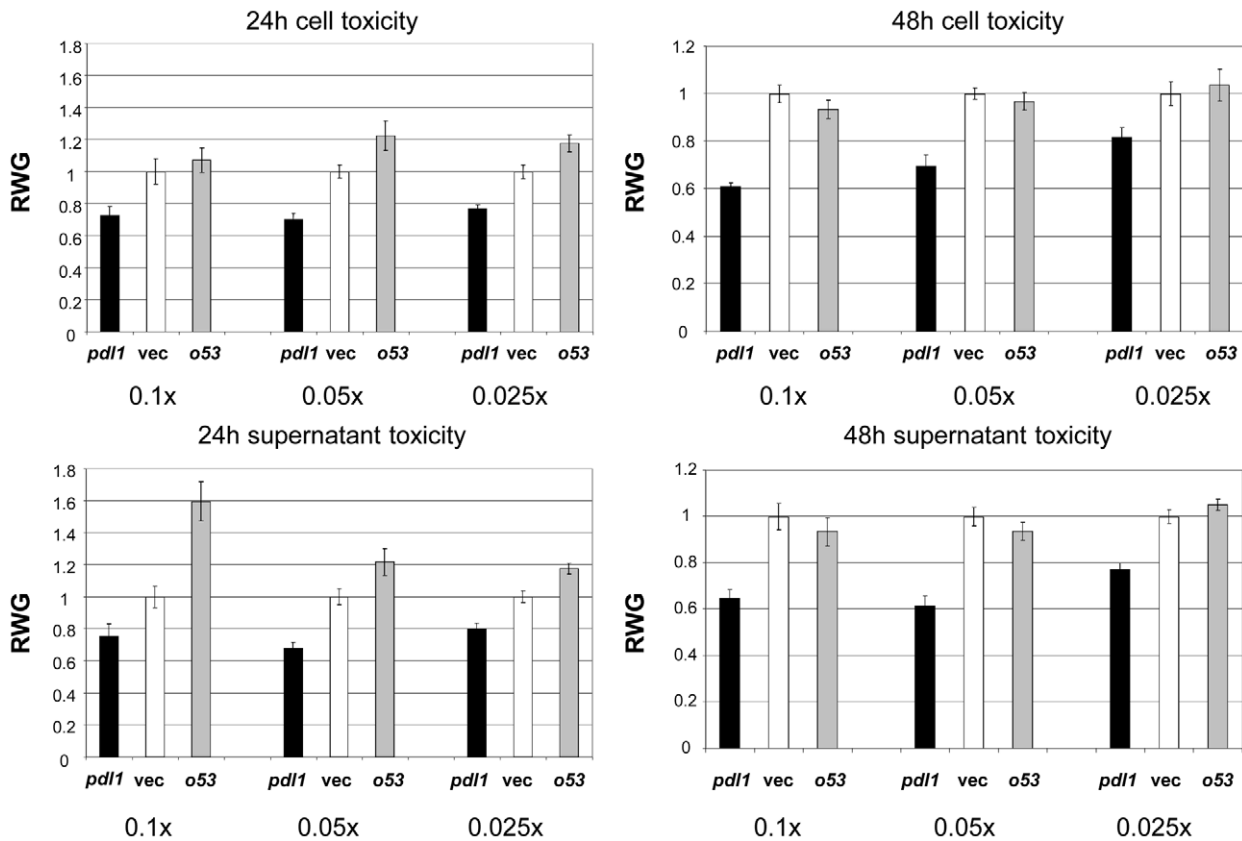 24h cell toxicity
RWG
1.8
1.6
1.4
1.2
1
0.8
0.6
0.4
0.2
0
pdl1 vec o53 pdl1 vec o53 pdl1 vec o53
0.1x 0.05x 0.025x
48h cell toxicity
RWG
1.2
1
0.8
0.6
0.4
0.2
0
pdl1 vec o53 pdl1 vec o53 pdl1 vec o53
0.1x 0.05x 0.025x
24h supernatant toxicity
RWG
1.8
1.6
1.4
1.2
1
0.8
0.6
0.4
0.2
0
pdl1 vec o53 pdl1 vec o53 pdl1 vec o53
0.1x 0.05x 0.025x
48h supernatant toxicity
RWG
1.2
1
0.8
0.6
0.4
0.2
0
pdl1 vec o53 pdl1 vec o53 pdl1 vec o53
0.1x 0.05x 0.025x